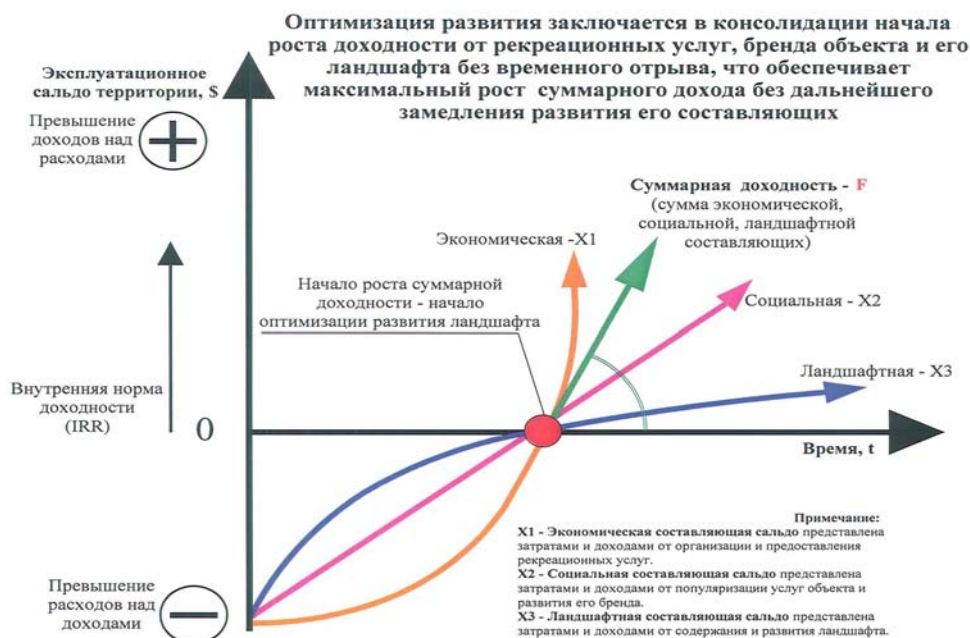 Оптимизация развития заключается в консолидации начала
роста доходности от рекреационных услуг, бренда объекта и его
ландшафта без временного отрыва, что обеспечивает
максимальный рост суммарного дохода без дальнейшего
замедления развития его составляющих
Эксплуатационное
сальдо территории, $
Превышение
доходов над
расходами
+
Суммарная доходность - F
(сумма экономической,
социальной, ландшафтной
составляющих)
Экономическая -X1
Начало роста суммарной
доходности - начало
оптимизации развития ландшафта
Социальная - X2
Ландшафтная - X3
Внутренняя норма
доходности
(IRR)
0
Время, t
Превышение
расходов над
доходами
−
Примечание:
X1 - Экономическая составляющая сальдо представлена
затратами и доходами от организации и предоставления
рекреационных услуг.
X2 - Социальная составляющая сальдо представлена
затратами и доходами от популяризации услуг объекта и
развития его бренда.
X3 - Ландшафтная составляющая сальдо представлена
затратами и доходами от содержания и развития ландшафта.